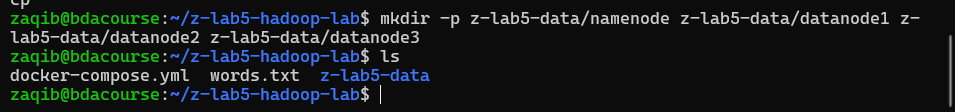 cp
zaqib@bdacourse:~/z-lab5-hadoop-lab$ mkdir -p z-lab5-data/namenode z-lab5-data/datanode1 z-
lab5-data/datanode2 z-lab5-data/datanode3
zaqib@bdacourse:~/z-lab5-hadoop-lab$ ls
docker-compose.yml  words.txt  z-lab5-data
zaqib@bdacourse:~/z-lab5-hadoop-lab$